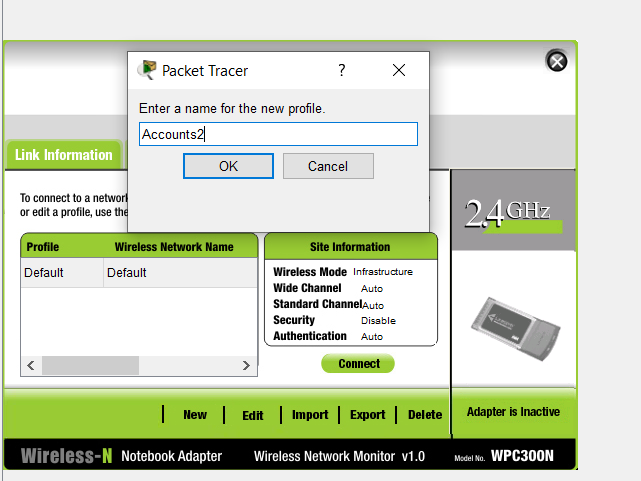 Packet Tracer ?
Enter a name for the new profile.
Accounts2
OK Cancel
Link Information
To connect to a network
or edit a profile, use the
2.4GHz
Profile Wireless Network Name
Default Default
Site Information
Wireless Mode Infrastructure
Wide Channel Auto
Standard Channel Auto
Security Disable
Authentication Auto
Connect
New Edit Import Export Delete
Adapter is Inactive
Wireless-N Notebook Adapter Wireless Network Monitor v1.0 Model No. WPC300N